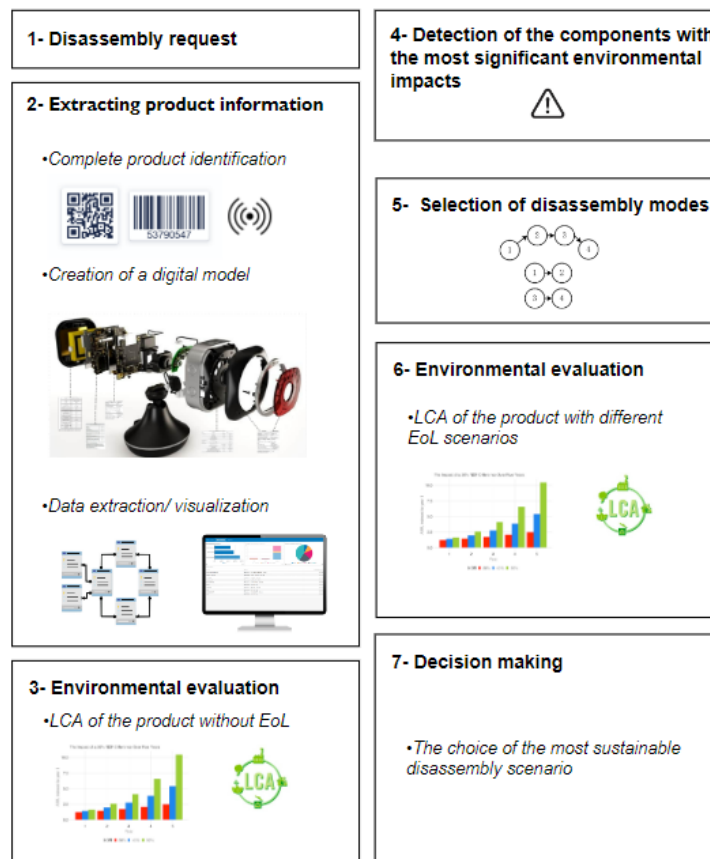 1- Disassembly request
2- Extracting product information
•Complete product identification
53790547
•Creation of a digital model
•Data extraction/ visualization
3- Environmental evaluation
•LCA of the product without EoL
LCA
4- Detection of the components with
the most significant environmental
impacts
5- Selection of disassembly modes
1 2 3 4
1 2
3 4
6- Environmental evaluation
•LCA of the product with different
EoL scenarios
LCA
7- Decision making
•The choice of the most sustainable
disassembly scenario